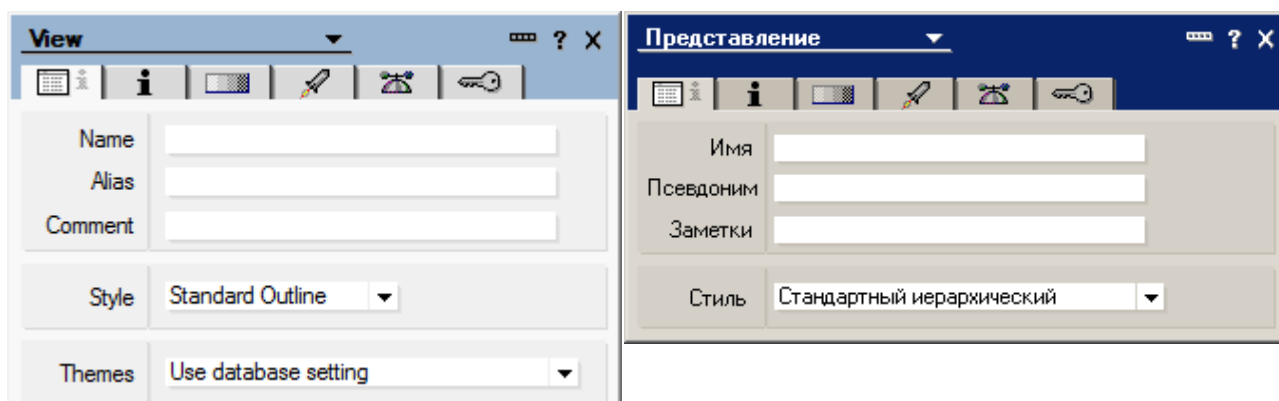 View
?
X
i
i
Name
Alias
Comment
Style
Standard Outline
Themes
Use database setting
Представление
?
X
i
i
Имя
Псевдоним
Заметки
Стиль
Стандартный иерархический